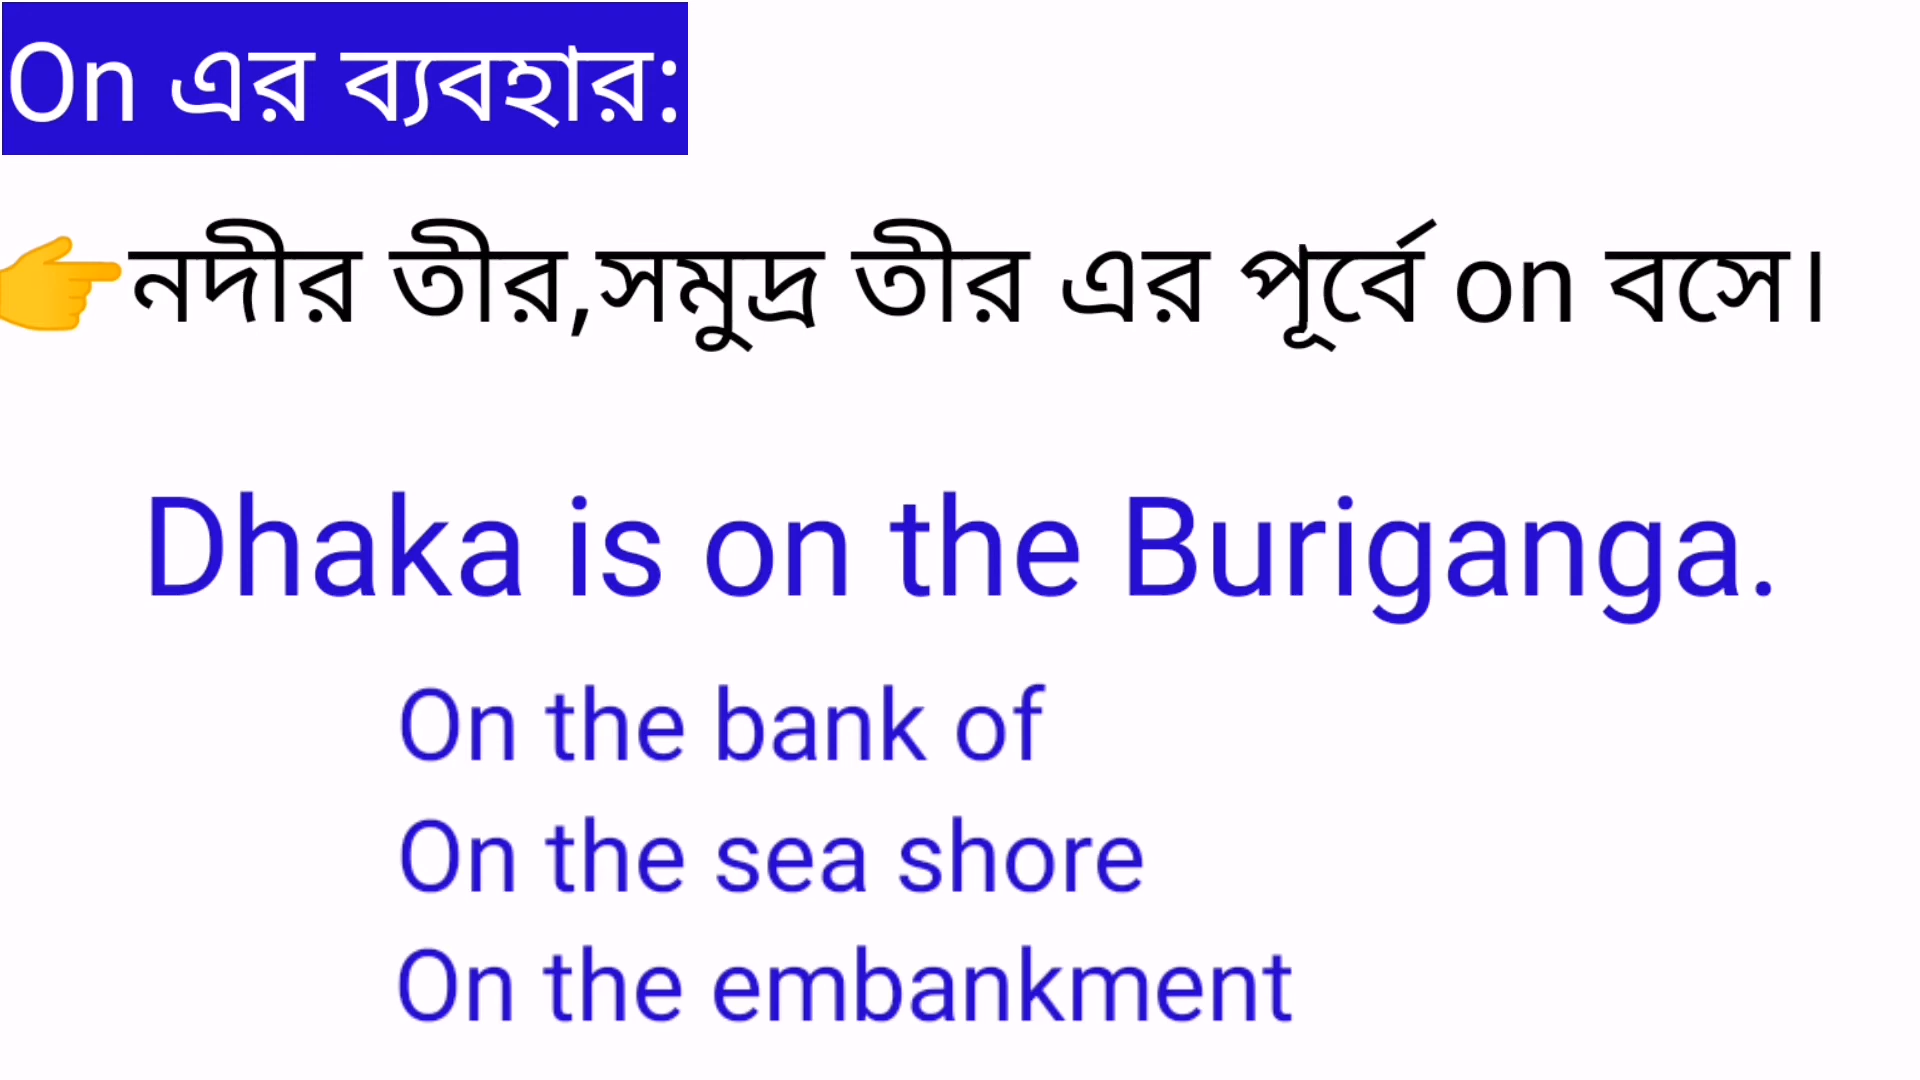 On এর ব্যবহার:
👉নদীর তীর,সমুদ্র তীর এর পূর্বে on বসে।
Dhaka is on the Buriganga.
On the bank of
On the sea shore
On the embankment